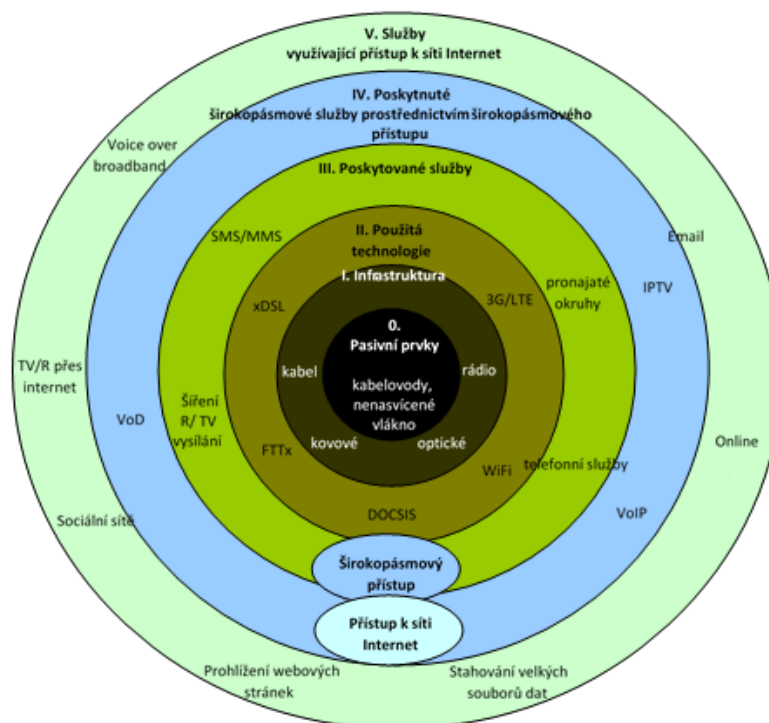 V. Služby
využívající přístup k síti Internet
IV. Poskytnuté
širokopásmové služby prostřednictvím širokopásmového
přístupu
Voice over
broadband
III. Poskytované služby
SMS/MMS
II. Použitá
technologie
Email
I. Infrastruktura
pronajaté
okruhy
IPTV
xDSL
3G/LTE
0.
Pasivní prvky
TV/R přes
internet
kabel
rádio
kabelovody,
nenasvícené
vlákno
VoD
Šíření
R/ TV
vysílání
kovové
optické
Online
FTTx
WiFi
telefonní služby
Sociální sítě
DOCSIS
VoIP
Širokopásmový
přístup
Přístup k síti
Internet
Prohlížení webových
stránek
Stahování velkých
souborů dat